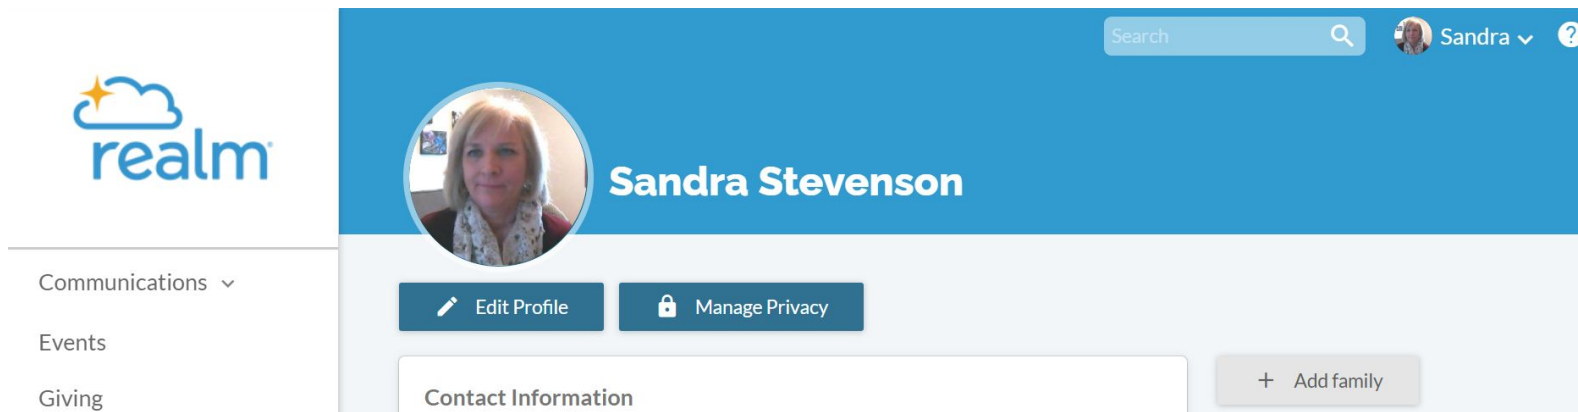 Search
Sandra
?
realm
Sandra Stevenson
Communications
Events
Giving
Edit Profile
Manage Privacy
Contact Information
+ Add family